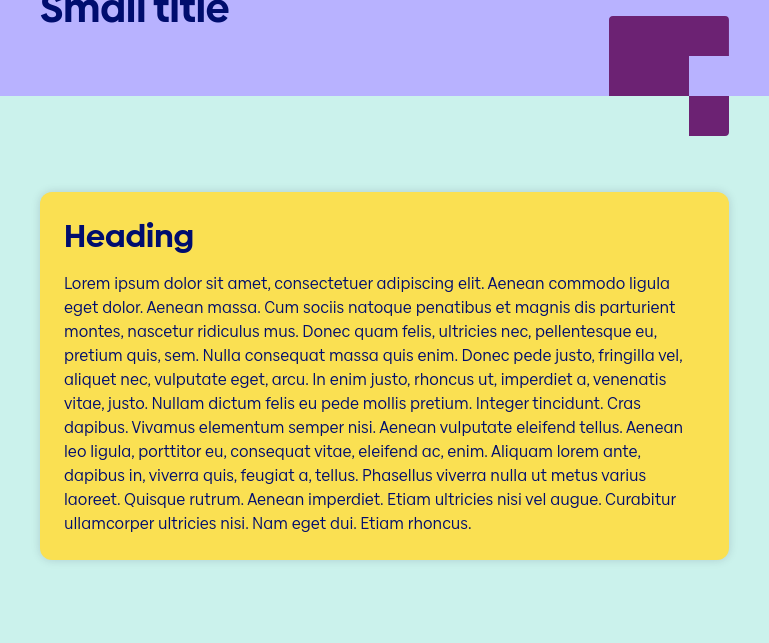 Small title
Heading
Lorem ipsum dolor sit amet, consectetuer adipiscing elit. Aenean commodo ligula
eget dolor. Aenean massa. Cum sociis natoque penatibus et magnis dis parturient
montes, nascetur ridiculus mus. Donec quam felis, ultricies nec, pellentesque eu,
pretium quis, sem. Nulla consequat massa quis enim. Donec pede justo, fringilla vel,
aliquet nec, vulputate eget, arcu. In enim justo, rhoncus ut, imperdiet a, venenatis
vitae, justo. Nullam dictum felis eu pede mollis pretium. Integer tincidunt. Cras
dapibus. Vivamus elementum semper nisi. Aenean vulputate eleifend tellus. Aenean
leo ligula, porttitor eu, consequat vitae, eleifend ac, enim. Aliquam lorem ante,
dapibus in, viverra quis, feugiat a, tellus. Phasellus viverra nulla ut metus varius
laoreet. Quisque rutrum. Aenean imperdiet. Etiam ultricies nisi vel augue. Curabitur
ullamcorper ultricies nisi. Nam eget dui. Etiam rhoncus.